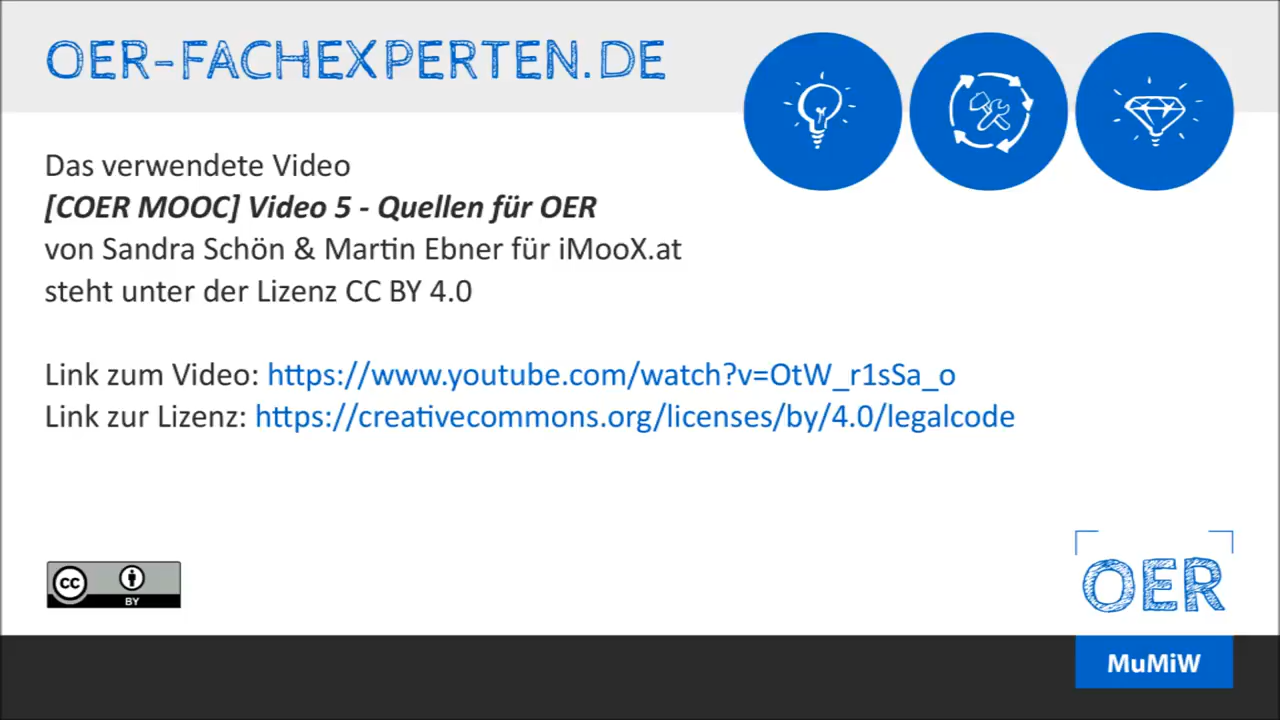 OER-FACHEXPERTEN.DE
Das verwendete Video
[COER MOOC] Video 5 - Quellen für OER
von Sandra Schön & Martin Ebner für iMooX.at
steht unter der Lizenz CC BY 4.0
Link zum Video: https://www.youtube.com/watch?v=OtW_r1sSa_o
Link zur Lizenz: https://creativecommons.org/licenses/by/4.0/legalcode
cc
BY
OER
MuMiW